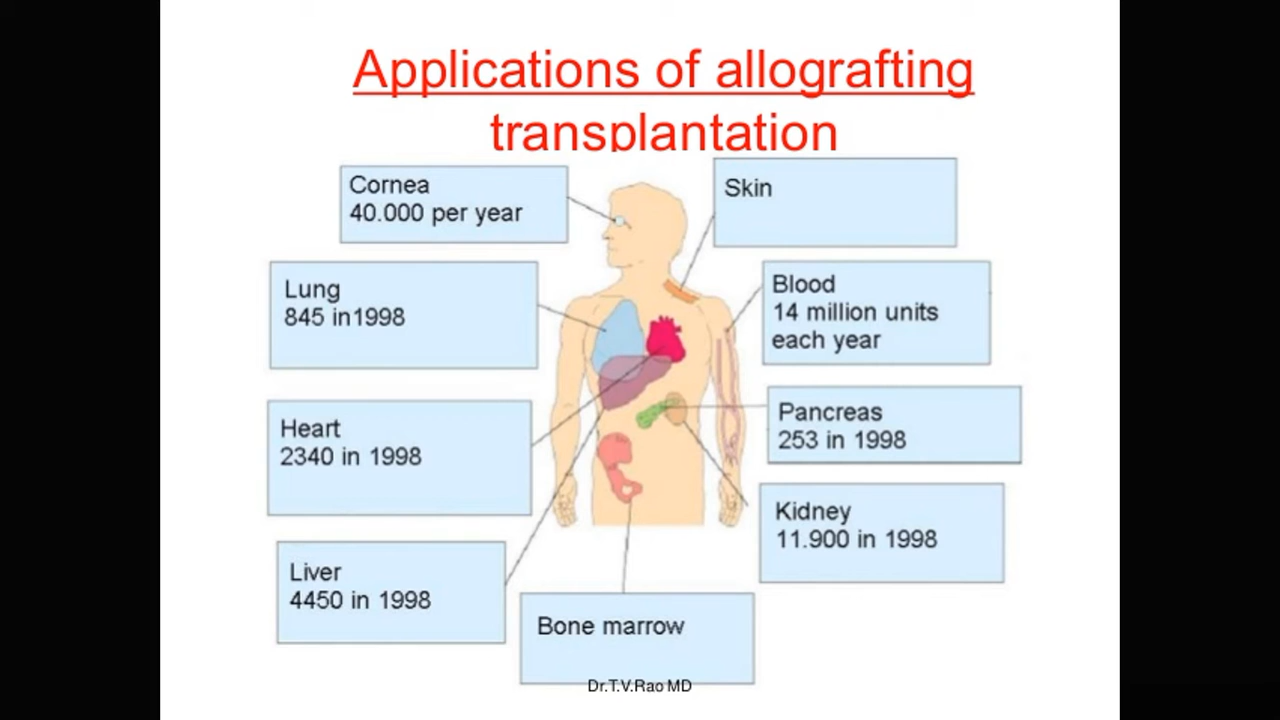 Applications of allografting
transplantation
Cornea
40.000 per year
Skin
Lung
845 in1998
Blood
14 million units
each year
Heart
2340 in 1998
Pancreas
253 in 1998
Kidney
11.900 in 1998
Liver
4450 in 1998
Bone marrow
Dr.T.V.Rao MD